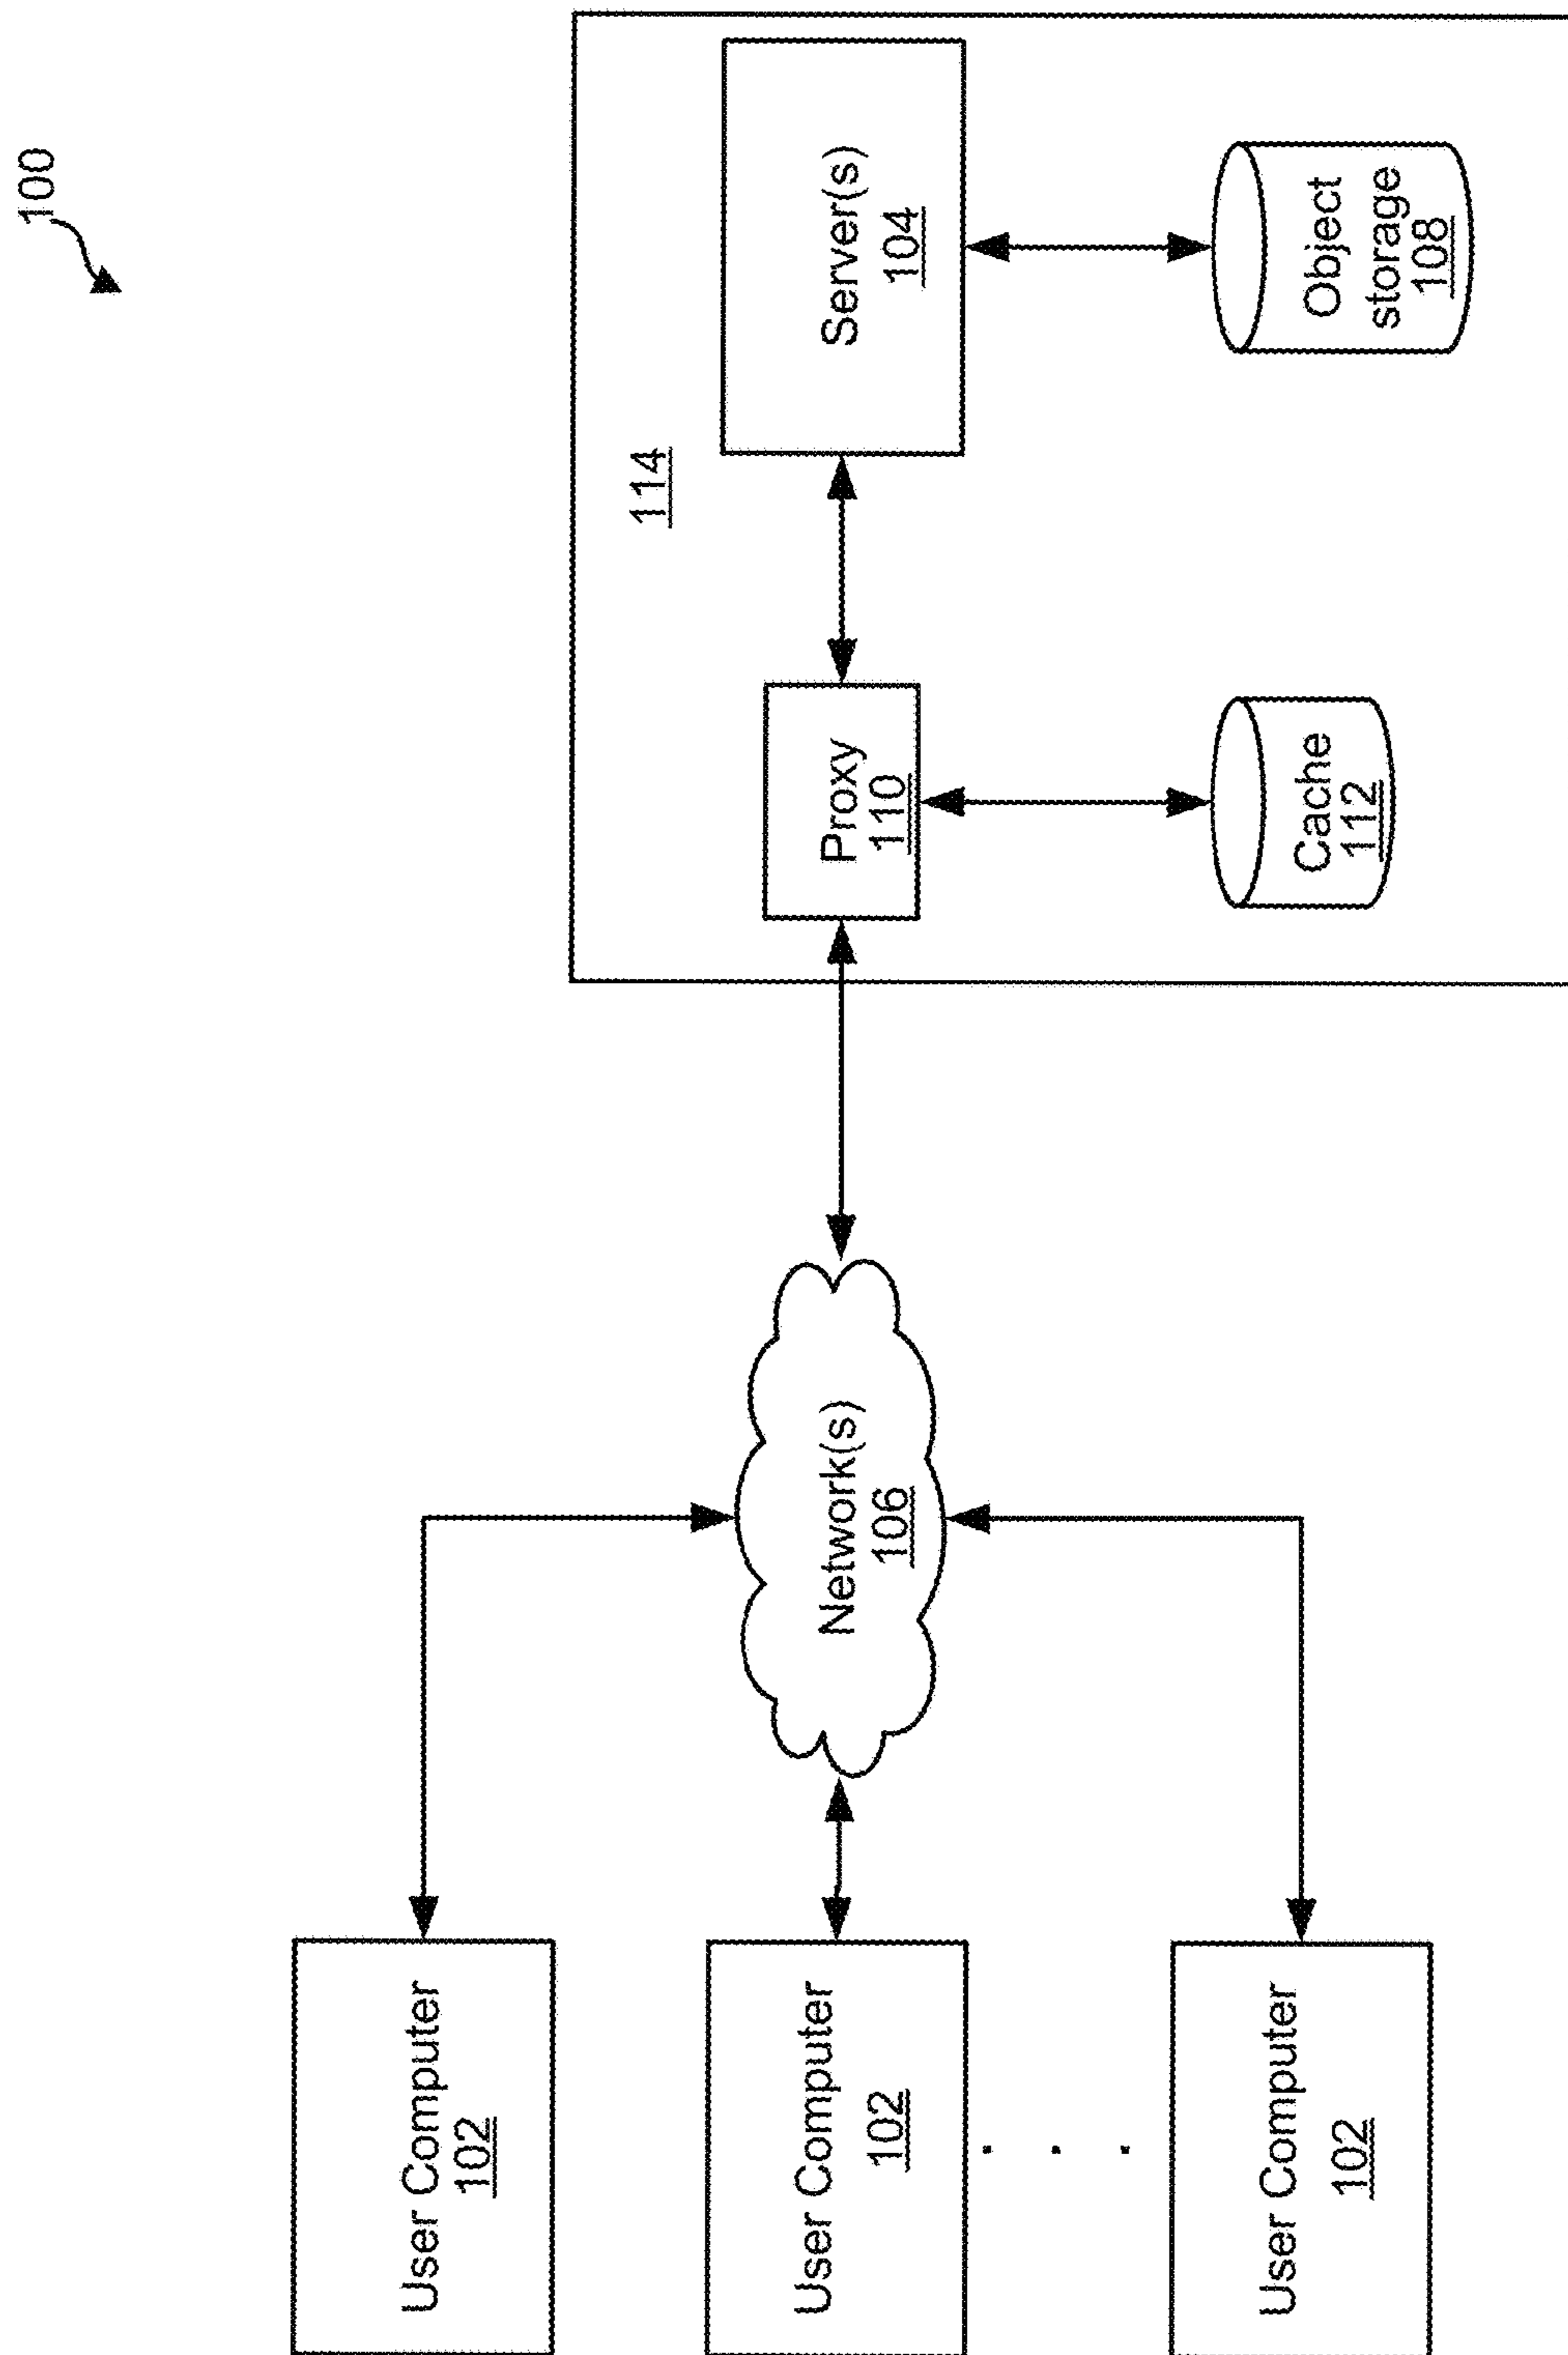 100
User Computer
102
User Computer
102
. . .
User Computer
102
Network(s)
106
114
Proxy
110
Cache
112
Server(s)
104
Object
storage
108